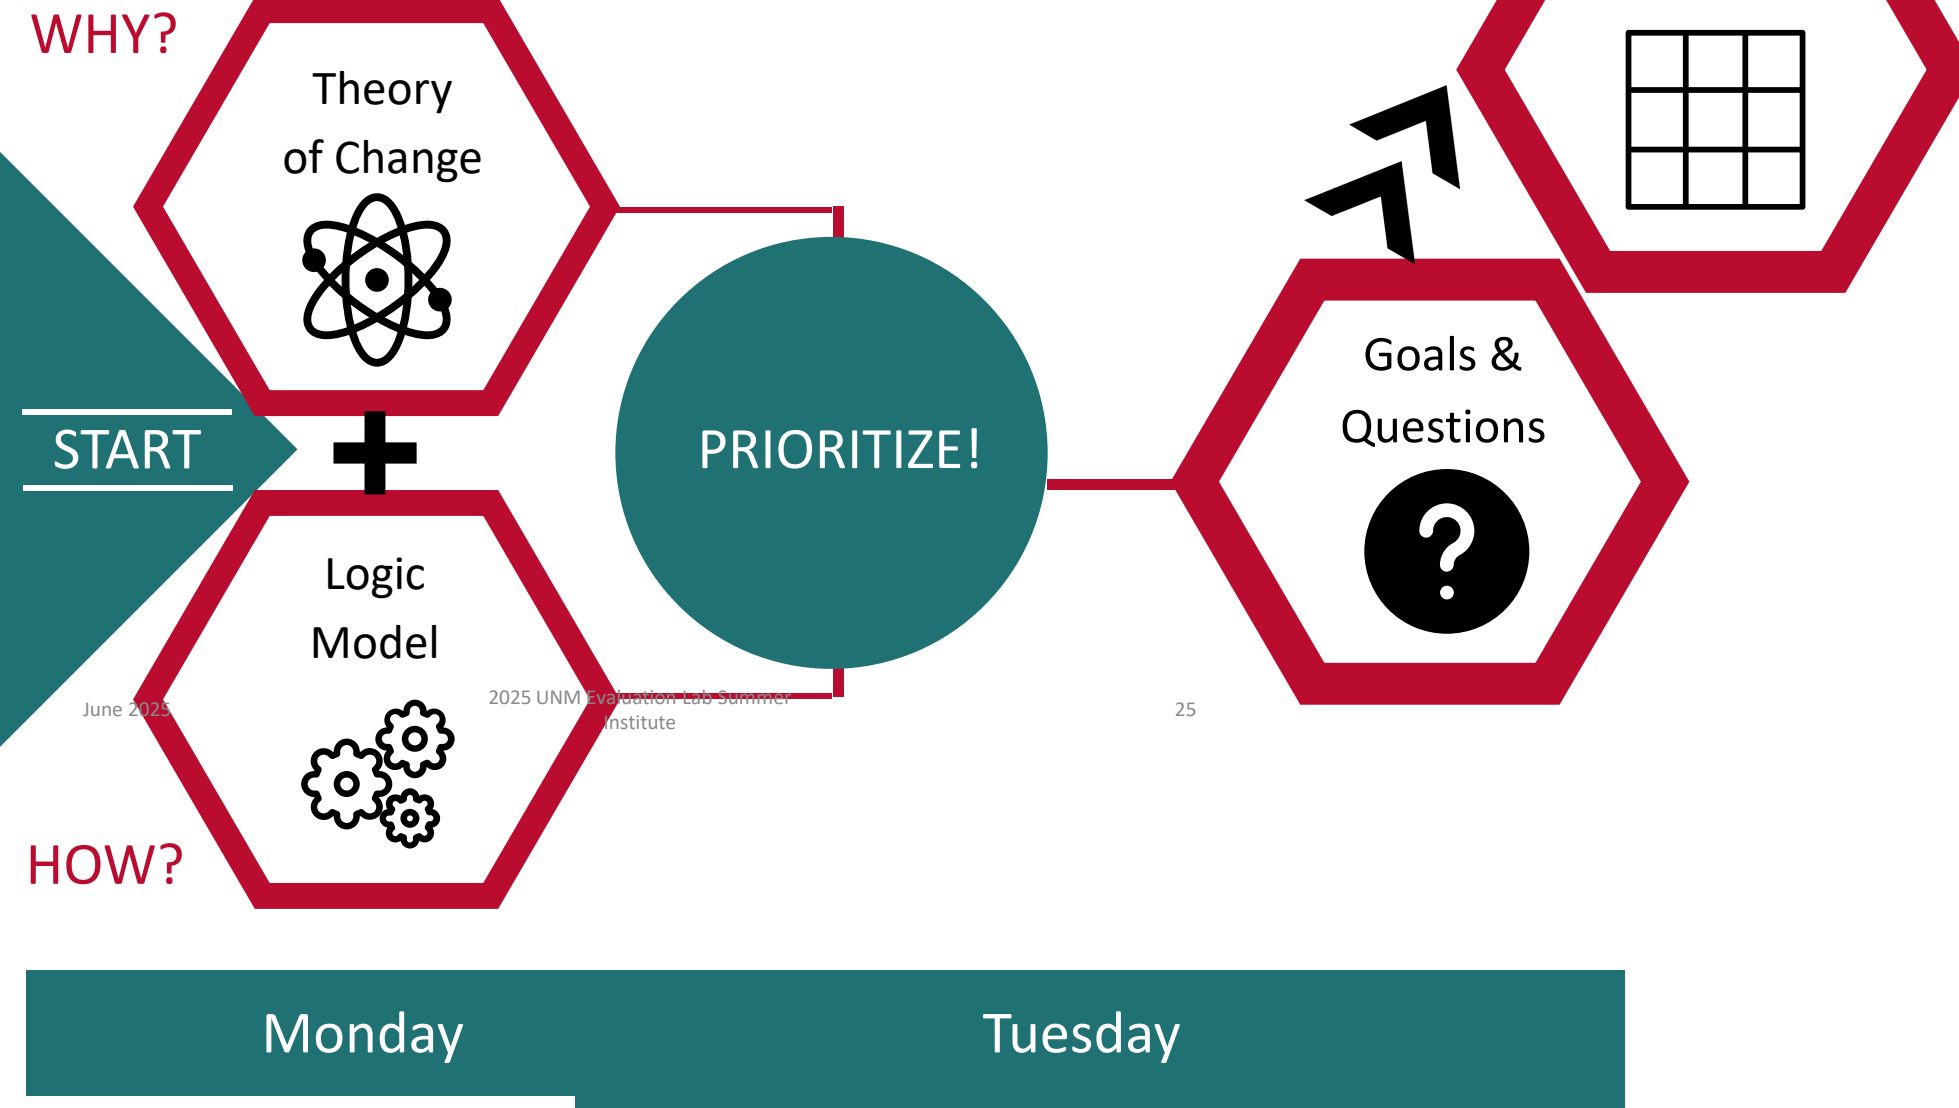 WHY?
Theory
of Change
START
PRIORITIZE!
Goals &
Questions
Logic
Model
June 2025
2025 UNM Evaluation Lab Summer
Institute
25
HOW?
Monday
Tuesday